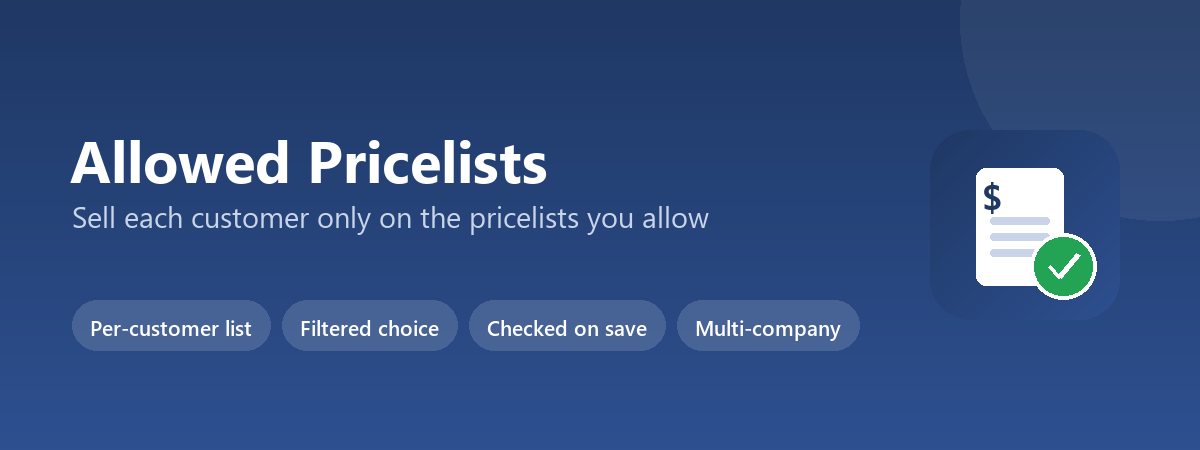 Allowed Pricelists
Sell each customer only on the pricelists you allow
Per-customer list
Filtered choice
Checked on save
Multi-company
$